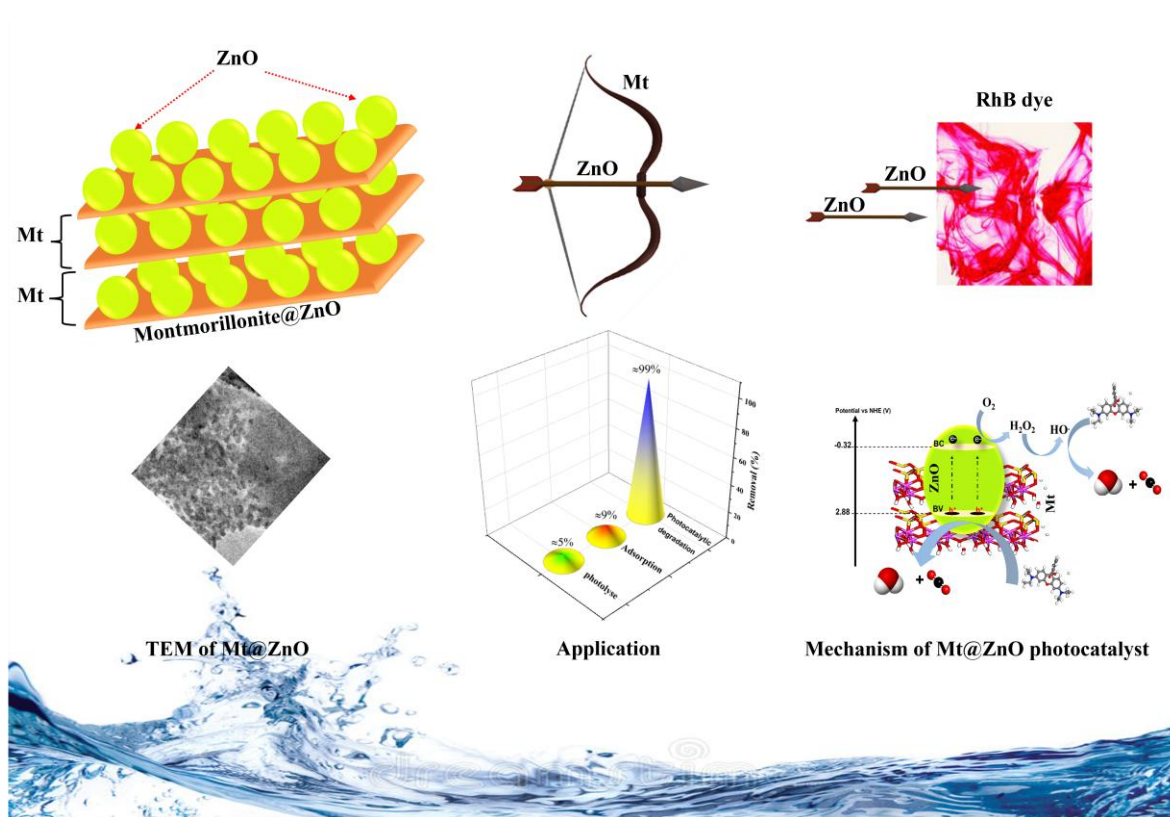 ZnO
Mt
Mt
Montmorillonite@ZnO
Mt
ZnO
RhB dye
ZnO
ZnO
TEM of Mt@ZnO
≈99%
≈9%
≈5%
photolyse
Adsorption
Photocatalytic
degradation
0
20
40
60
80
100
Removal (%)
Application
Potential vs NHE (V)
-0.32
2.88
BC
BV
ZnO
Mt
O2
H2O2
HO·
e-
e-
h+
h+
+
+
Mechanism of Mt@ZnO photocatalyst